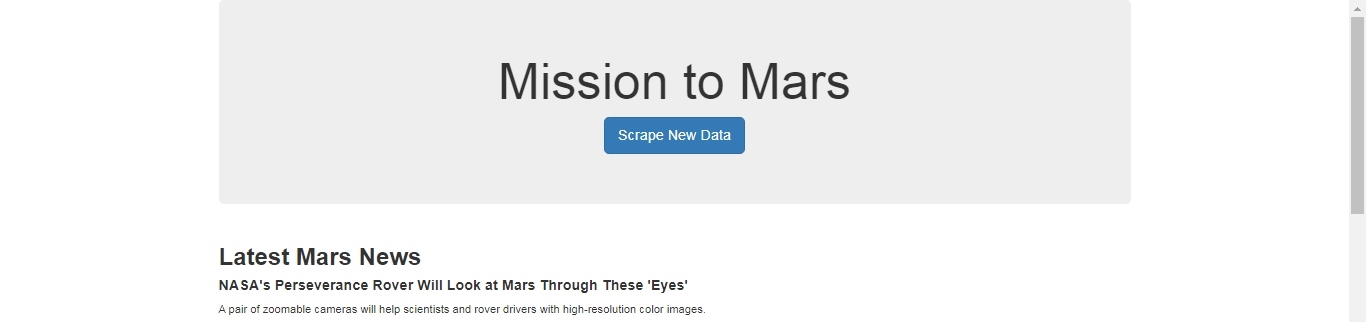 Mission to Mars
Scrape New Data
Latest Mars News
NASA's Perseverance Rover Will Look at Mars Through These 'Eyes'
A pair of zoomable cameras will help scientists and rover drivers with high-resolution color images.